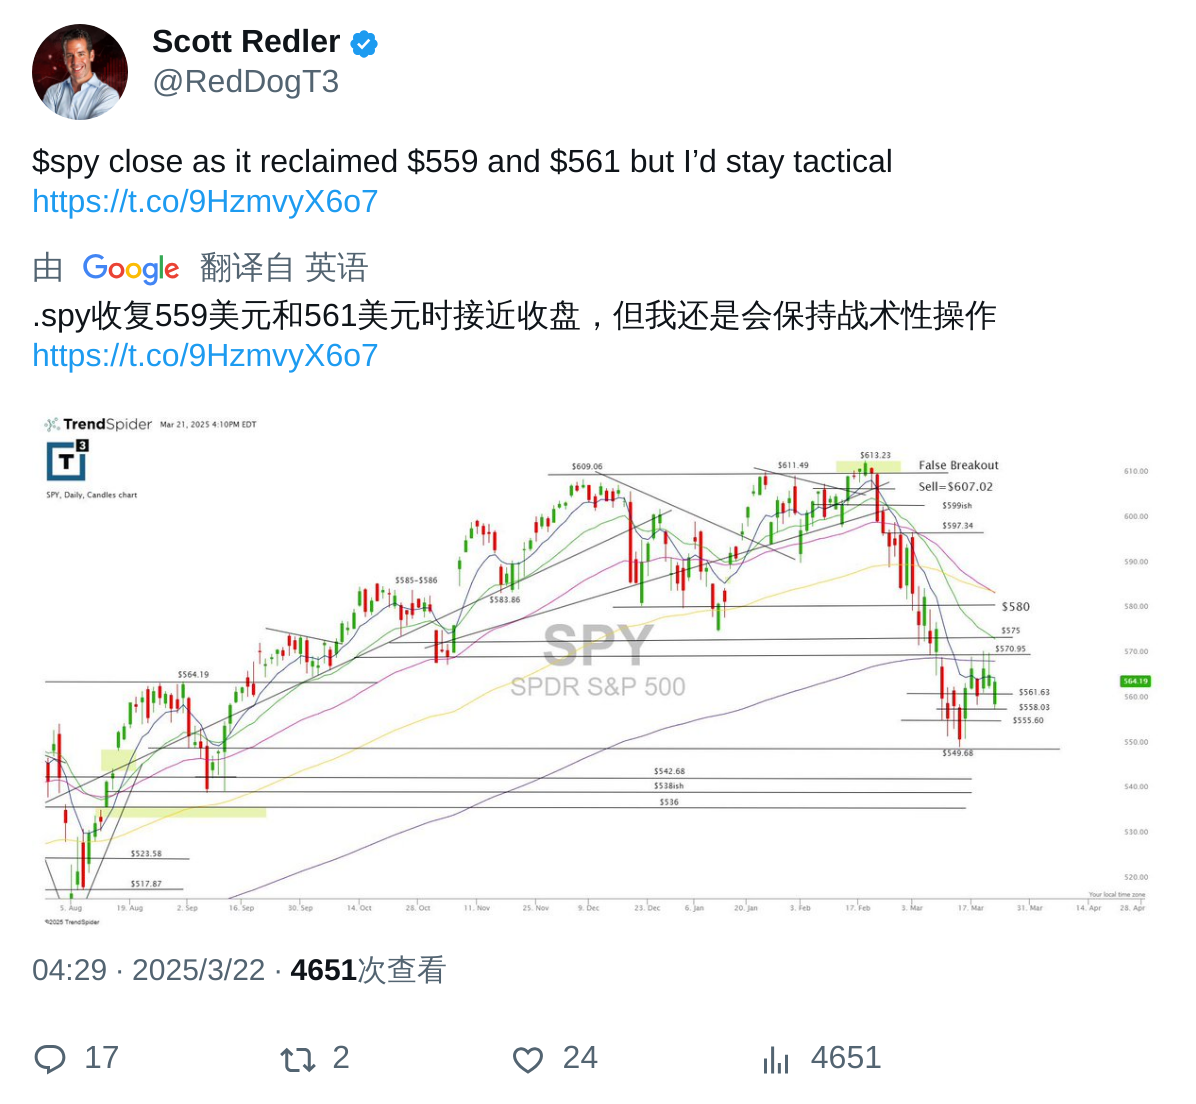 Scott Redler
@RedDogT3
$spy close as it reclaimed $559 and $561 but I’d stay tactical
https://t.co/9HzmvyX6o7
由 Google 翻译自 英语
.spy收复559美元和561美元时接近收盘，但我还是会保持战术性操作
https://t.co/9HzmvyX6o7
TrendSpider Mar 21, 2025 4:10PM EDT
T3
SPY, Daily, Candles chart
$613.23
$609.06
$611.49
False Breakout
610.00
Sell=$607.02
$599ish
600.00
$597.34
590.00
$585-$586
$583.86
580.00
$580
$575
$570.95
570.00
SPY
SPDR S&P 500
$564.19
564.19
$561.63
560.00
$558.03
$555.60
550.00
$549.68
$542.68
$538ish
540.00
$536
530.00
$523.58
520.00
$517.87
Your local time zone
5. Aug 19. Aug 2. Sep 16. Sep 30. Sep 14. Oct 28. Oct 11. Nov 25. Nov 9. Dec 23. Dec 6. Jan 20. Jan 3. Feb 17. Feb 3. Mar 17. Mar 31. Mar 14. Apr 28. Apr
©2025 TrendSpider
04:29 · 2025/3/22 · 4651次查看
17 2 24 4651